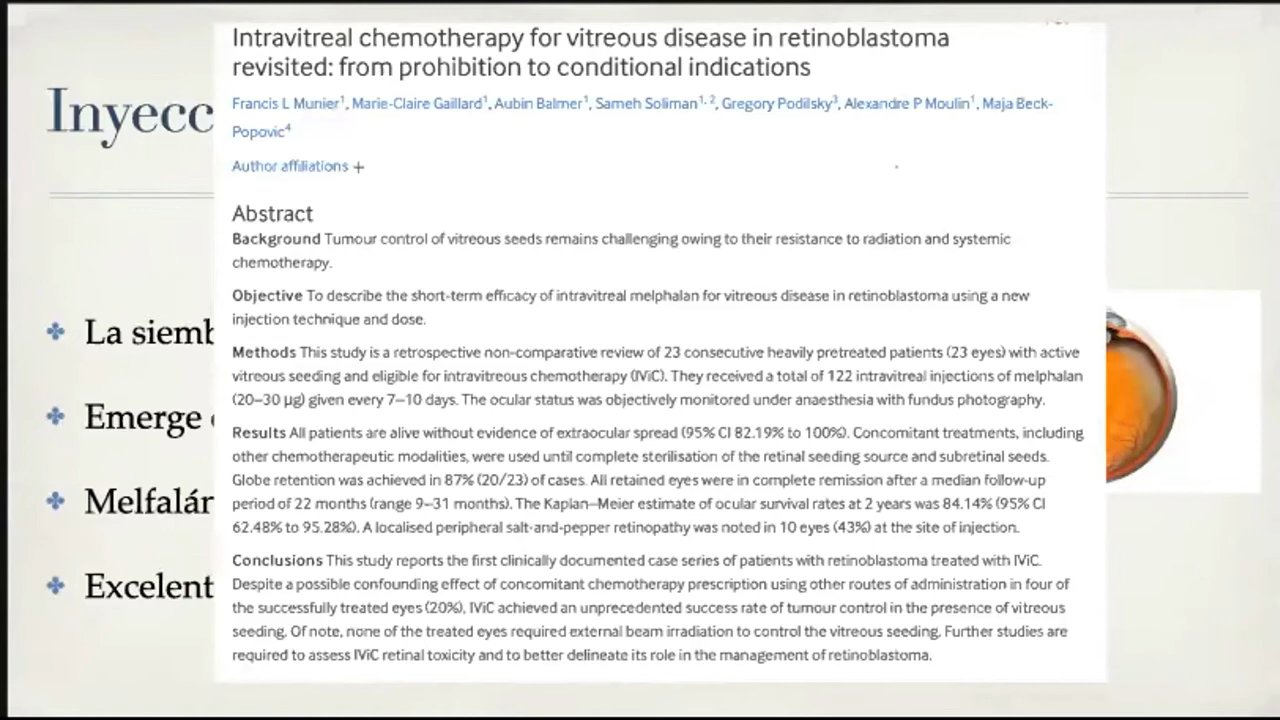 Intravitreal chemotherapy for vitreous disease in retinoblastoma
revisited: from prohibition to conditional indications
Francis L Munier1, Marie-Claire Gaillard1, Aubin Balmer1, Sameh Soliman1, 2, Gregory Podilsky3, Alexandre P Moulin1, Maja Beck-
Popovic4
Author affiliations +
Abstract
Background Tumour control of vitreous seeds remains challenging owing to their resistance to radiation and systemic
chemotherapy.
Objective To describe the short-term efficacy of intravitreal melphalan for vitreous disease in retinoblastoma using a new
injection technique and dose.
Methods This study is a retrospective non-comparative review of 23 consecutive heavily pretreated patients (23 eyes) with active
vitreous seeding and eligible for intravitreous chemotherapy (IViC). They received a total of 122 intravitreal injections of melphalan
(20–30 µg) given every 7–10 days. The ocular status was objectively monitored under anaesthesia with fundus photography.
Results All patients are alive without evidence of extraocular spread (95% CI 82.19% to 100%). Concomitant treatments, including
other chemotherapeutic modalities, were used until complete sterilisation of the retinal seeding source and subretinal seeds.
Globe retention was achieved in 87% (20/23) of cases. All retained eyes were in complete remission after a median follow-up
period of 22 months (range 9–31 months). The Kaplan–Meier estimate of ocular survival rates at 2 years was 84.14% (95% CI
62.48% to 95.28%). A localised peripheral salt-and-pepper retinopathy was noted in 10 eyes (43%) at the site of injection.
Conclusions This study reports the first clinically documented case series of patients with retinoblastoma treated with IViC.
Despite a possible confounding effect of concomitant chemotherapy prescription using other routes of administration in four of
the successfully treated eyes (20%), IViC achieved an unprecedented success rate of tumour control in the presence of vitreous
seeding. Of note, none of the treated eyes required external beam irradiation to control the vitreous seeding. Further studies are
required to assess IViC retinal toxicity and to better delineate its role in the management of retinoblastoma.
Inyecc
La siemb
Emerge
Melfalán
Excelent